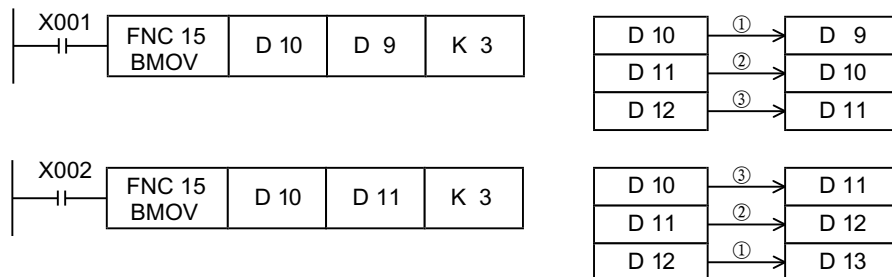 X001
FNC 15
BMOV
D 10
D 9
K 3
D 10 ① D 9
D 11 ② D 10
D 12 ③ D 11
X002
FNC 15
BMOV
D 10
D 11
K 3
D 10 ③ D 11
D 11 ② D 12
D 12 ① D 13